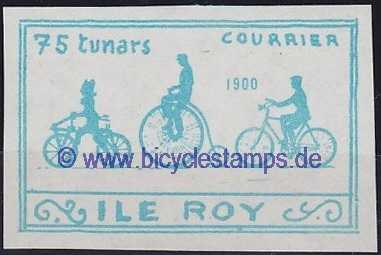 75 tunars COURRIER
1900
© www.bicyclestamps.de
ILE ROY